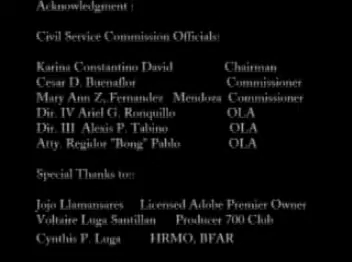 Acknowledgment :
Civil Service Commission Officials:
Karina Constantino David Chairman
Cesar D. Buenaflor Commissioner
Mary Ann Z,.Fernandez Mendoza Commissioner
Dir. IV Ariel G. Ronquillo OLA
Dir. III Alexis P. Tabino OLA
Atty. Regidor "Bong" Pablo OLA
Special Thanks to::
Jojo Llamansares Licensed Adobe Premier Owner
Voltaire Luga Santillan Producer 700 Club
Cynthis P. Luga HRMO, BFAR